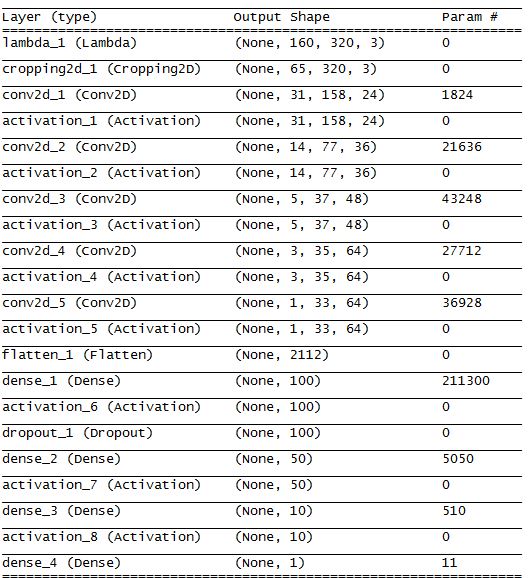 Layer (type) Output Shape Param #
lambda_1 (Lambda) (None, 160, 320, 3) 0
cropping2d_1 (Cropping2D) (None, 65, 320, 3) 0
conv2d_1 (Conv2D) (None, 31, 158, 24) 1824
activation_1 (Activation) (None, 31, 158, 24) 0
conv2d_2 (Conv2D) (None, 14, 77, 36) 21636
activation_2 (Activation) (None, 14, 77, 36) 0
conv2d_3 (Conv2D) (None, 5, 37, 48) 43248
activation_3 (Activation) (None, 5, 37, 48) 0
conv2d_4 (Conv2D) (None, 3, 35, 64) 27712
activation_4 (Activation) (None, 3, 35, 64) 0
conv2d_5 (Conv2D) (None, 1, 33, 64) 36928
activation_5 (Activation) (None, 1, 33, 64) 0
flatten_1 (Flatten) (None, 2112) 0
dense_1 (Dense) (None, 100) 211300
activation_6 (Activation) (None, 100) 0
dropout_1 (Dropout) (None, 100) 0
dense_2 (Dense) (None, 50) 5050
activation_7 (Activation) (None, 50) 0
dense_3 (Dense) (None, 10) 510
activation_8 (Activation) (None, 10) 0
dense_4 (Dense) (None, 1) 11